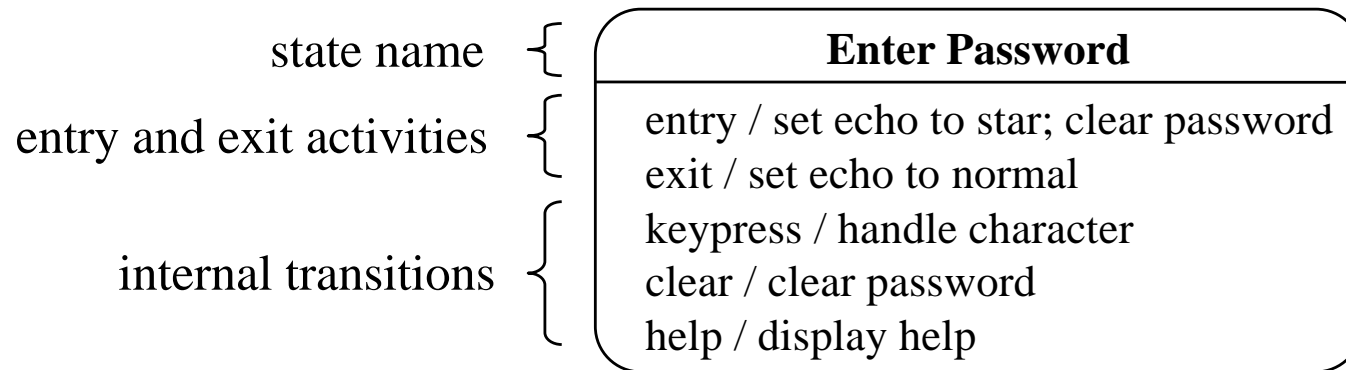 state name
Enter Password
entry and exit activities
entry / set echo to star; clear password
exit / set echo to normal
internal transitions
keypress / handle character
clear / clear password
help / display help